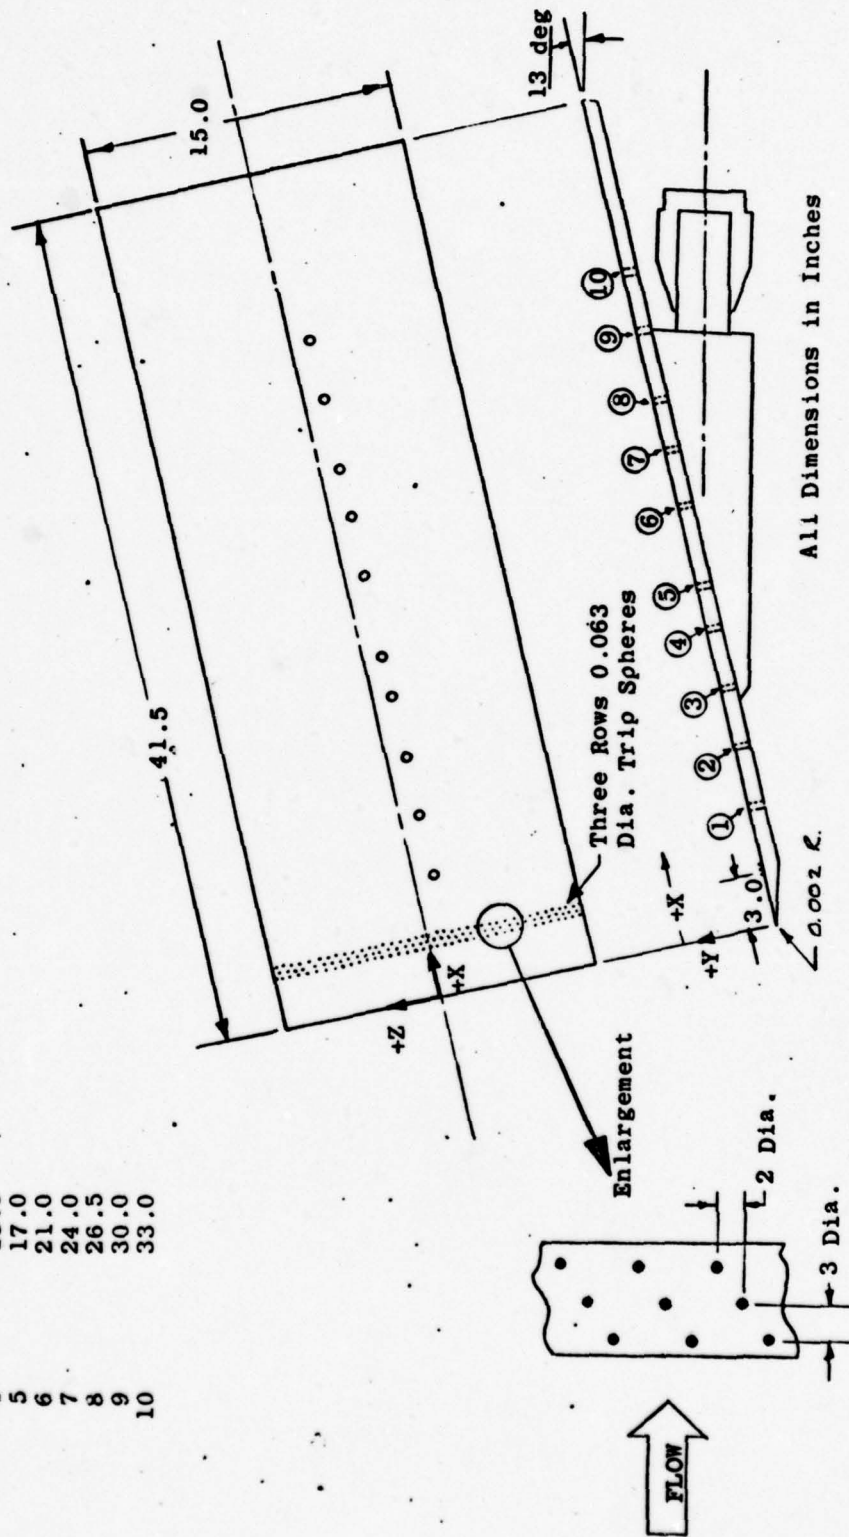 5 17.0
6 21.0
7 24.0
8 26.5
9 30.0
10 33.0
41.5
15.0
13 deg
+Z
+X
Three Rows 0.063
Dia. Trip Spheres
Enlargement
FLOW
2 Dia.
3 Dia.
+Y
+X
3.0
0.002 R.
①
②
③
④
⑤
⑥
⑦
⑧
⑨
⑩
All Dimensions in Inches